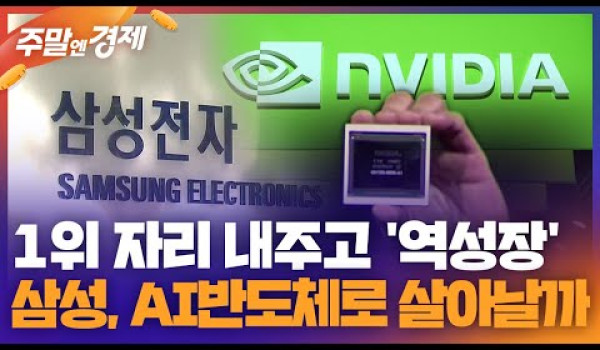 주말엔 경제
NVIDIA
삼성전자
SAMSUNG ELECTRONICS
1위 자리 내주고 '역성장'
삼성, AI반도체로 살아날까